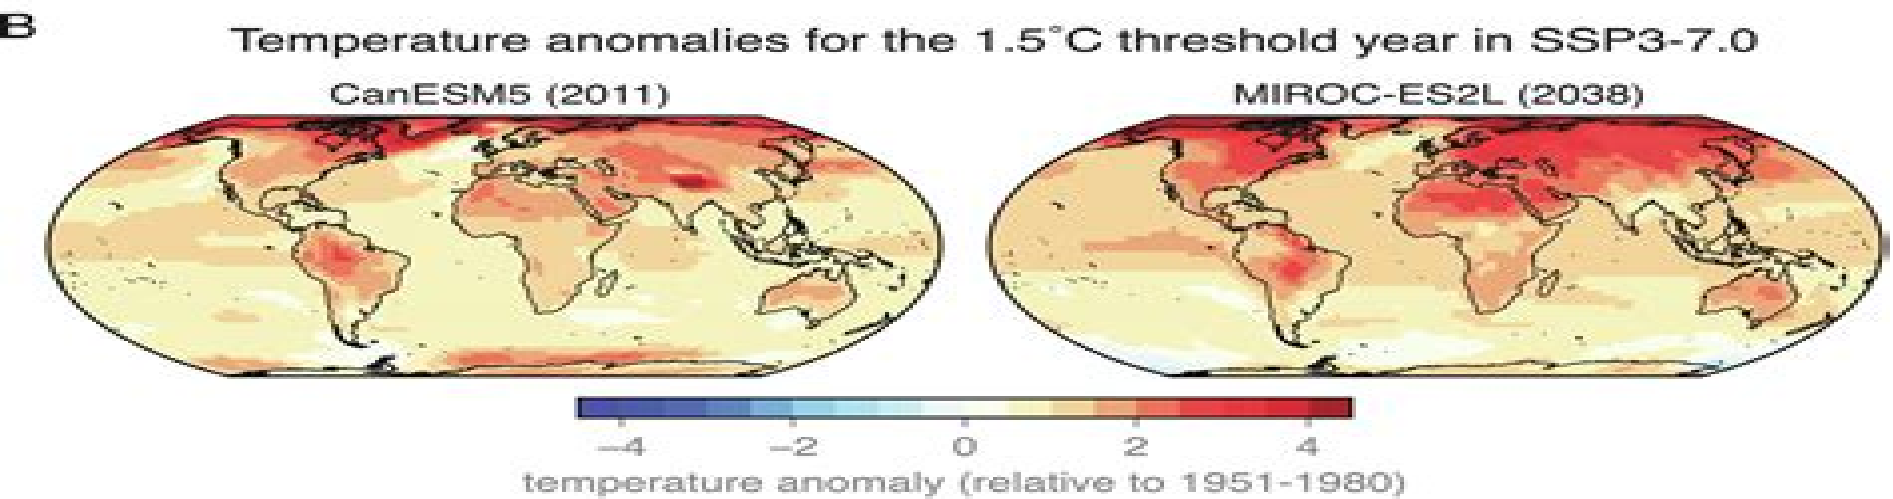 B
Temperature anomalies for the 1.5°C threshold year in SSP3-7.0
CanESM5 (2011)
MIROC-ES2L (2038)
−4 −2 0 2 4
temperature anomaly (relative to 1951-1980)